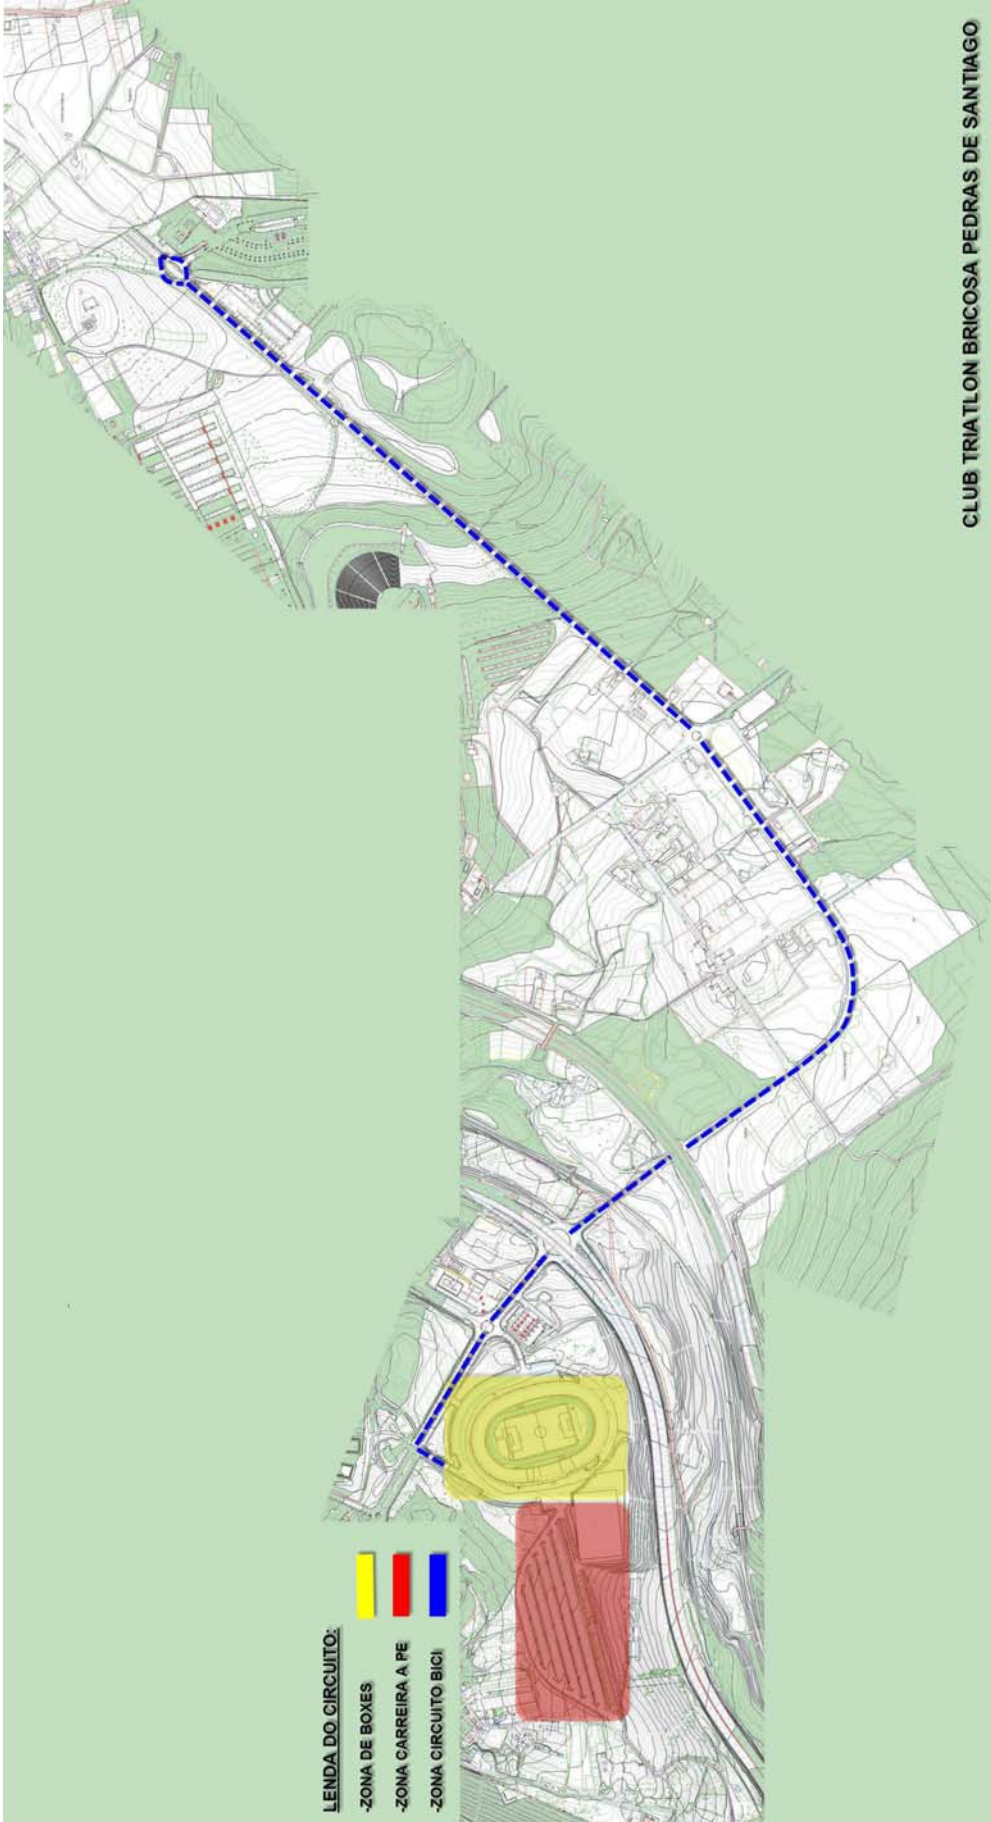 LENDA DO CIRCUITO:
-ZONA DE BOXES
-ZONA CARREIRA A PE
-ZONA CIRCUITO BICI
CLUB TRIATLON BRICOSA PEDRAS DE SANTIAGO